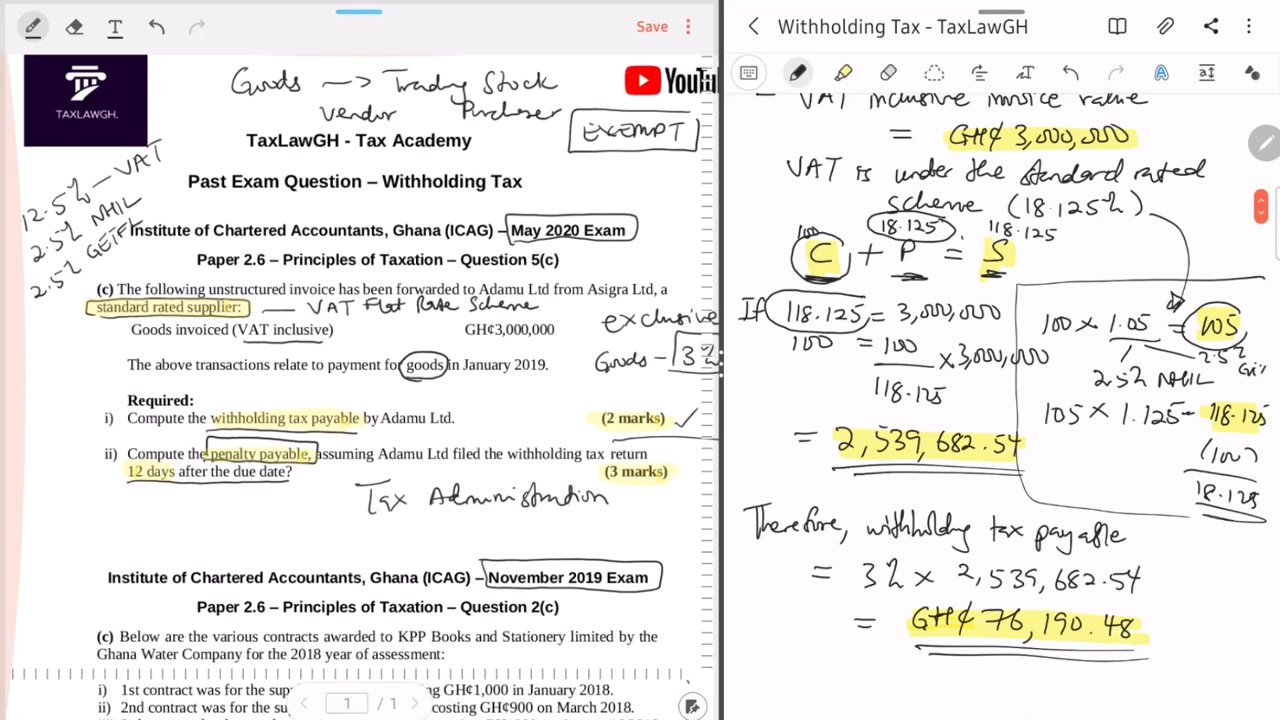 Save
Withholding Tax - TaxLawGH
TAXLAWGH.
Goods -> Trading Stock
vendor Purchaser
YouTu
EXEMPT
TaxLawGH - Tax Academy
Past Exam Question – Withholding Tax
12.5% - VAT
2.5% NHIL
2.5% GETF
Institute of Chartered Accountants, Ghana (ICAG) – May 2020 Exam
Paper 2.6 – Principles of Taxation – Question 5(c)
(c) The following unstructured invoice has been forwarded to Adamu Ltd from Asigra Ltd, a
standard rated supplier: — VAT Flat Rate Scheme
Goods invoiced (VAT inclusive) GH¢3,000,000
exclusive
The above transactions relate to payment for goods in January 2019.
Goods - 3%
Required:
i) Compute the withholding tax payable by Adamu Ltd. (2 marks)
ii) Compute the penalty payable, assuming Adamu Ltd filed the withholding tax return
12 days after the due date? (3 marks)
Tax Administration
Institute of Chartered Accountants, Ghana (ICAG) – November 2019 Exam
Paper 2.6 – Principles of Taxation – Question 2(c)
(c) Below are the various contracts awarded to KPP Books and Stationery limited by the
Ghana Water Company for the 2018 year of assessment:
i) 1st contract was for the sup ng GH¢1,000 in January 2018.
ii) 2nd contract was for the su costing GH¢900 on March 2018.
1 / 1
- VAT inclusive invoice value
= GH¢ 3,000,000
VAT is under the standard rated
scheme (18.125%)
100 18.125 118.125
C + P = S
If 118.125 = 3,000,000
100 = 100 x 3,000,000
118.125
= 2,539,682.54
100 x 1.05 = 105
2.5%
2.5% NHIL
105 x 1.125 - 118.125
(100)
18.125
Therefore, withholding tax payable
= 3% x 2,539,682.54
= GH¢ 76,190.48